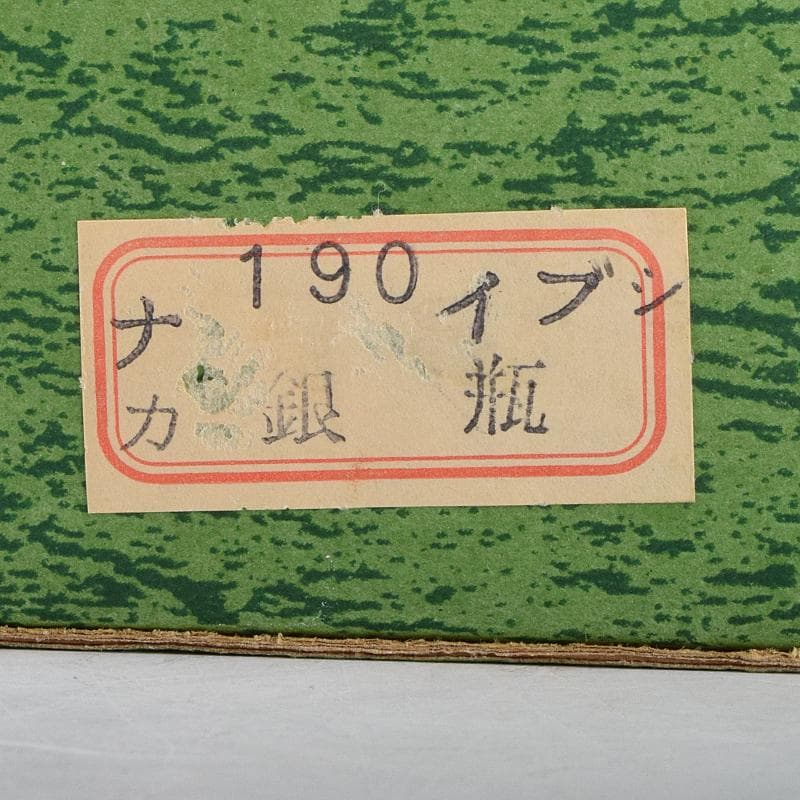 190 イブシ
ナカ 銀 瓶